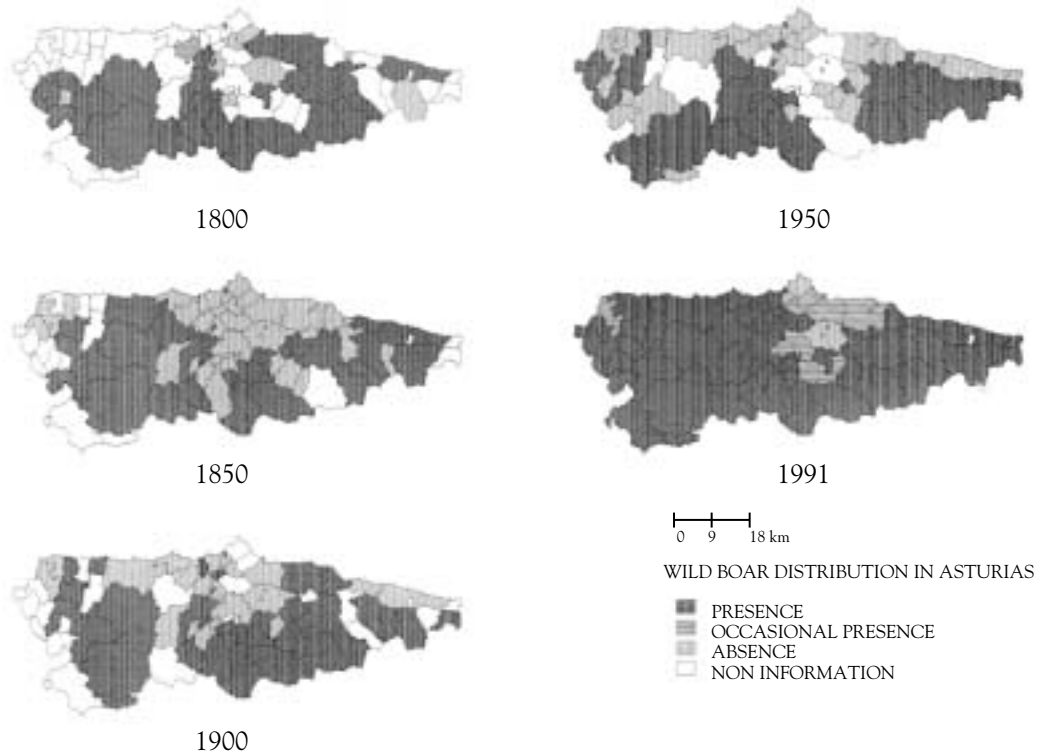 1800
1950
1850
1991
0 9 18 km
WILD BOAR DISTRIBUTION IN ASTURIAS
PRESENCE
OCCASIONAL PRESENCE
ABSENCE
NON INFORMATION
1900